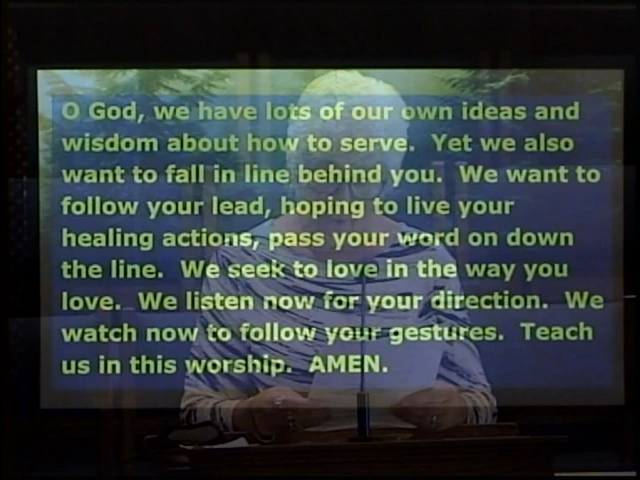 O God, we have lots of our own ideas and
wisdom about how to serve.  Yet we also
want to fall in line behind you.  We want to
follow your lead, hoping to live your
healing actions, pass your word on down
the line.  We seek to love in the way you
love.  We listen now for your direction.  We
watch now to follow your gestures.  Teach
us in this worship.  AMEN.